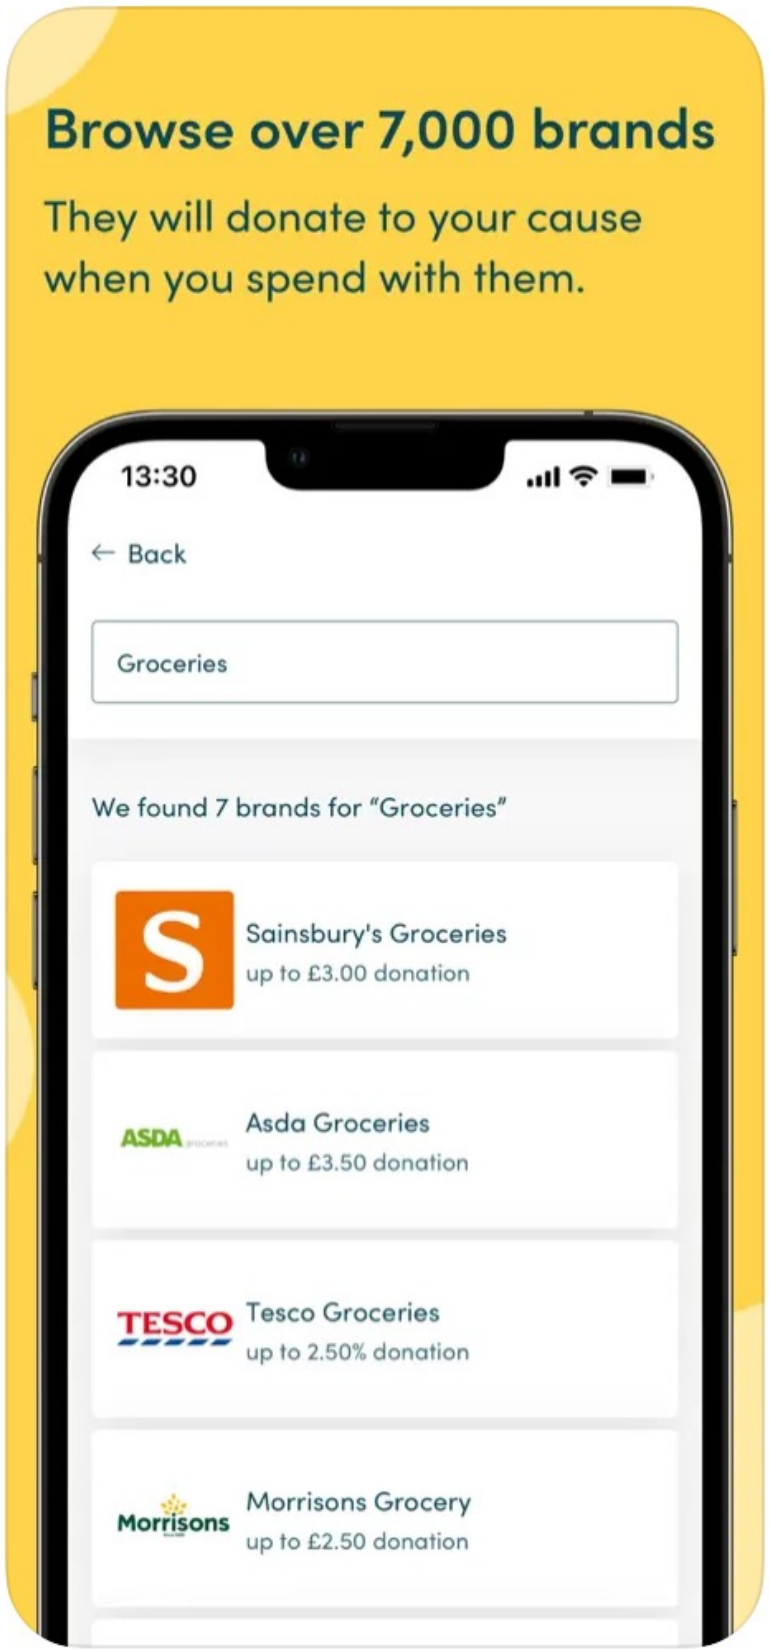 Browse over 7,000 brands
They will donate to your cause
when you spend with them.
13:30
← Back
Groceries
We found 7 brands for “Groceries”
S
Sainsbury's Groceries
up to £3.00 donation
ASDA groceries
Asda Groceries
up to £3.50 donation
TESCO
Tesco Groceries
up to 2.50% donation
Morrisons
Morrisons Grocery
up to £2.50 donation